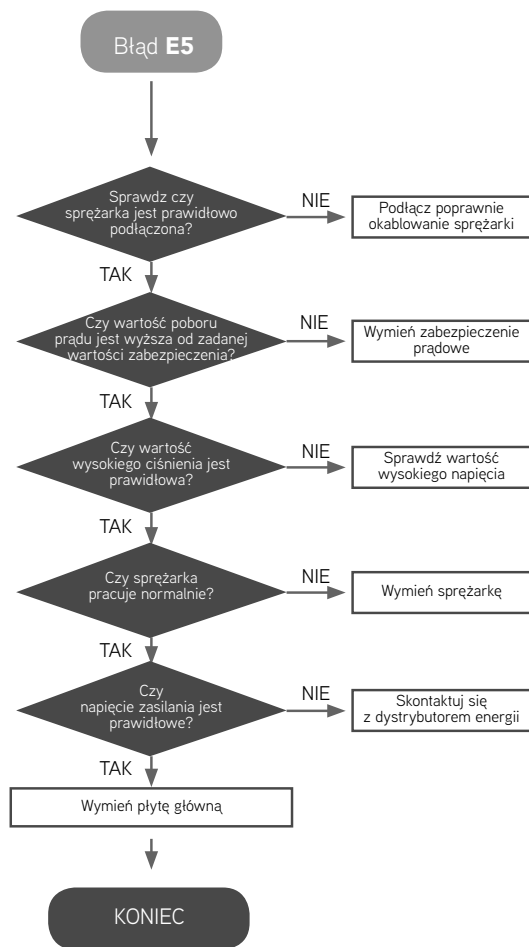 Błąd E5
Sprawdz czy
sprężarka jest prawidłowo
podłączona?
NIE
Podłącz poprawnie
okablowanie sprężarki
TAK
Czy wartość poboru
prądu jest wyższa od zadanej
wartości zabezpieczenia?
NIE
Wymień zabezpieczenie
prądowe
TAK
Czy wartość
wysokiego ciśnienia jest
prawidłowa?
NIE
Sprawdź wartość
wysokiego napięcia
TAK
Czy sprężarka
pracuje normalnie?
NIE
Wymień sprężarkę
TAK
Czy
napięcie zasilania jest
prawidłowe?
NIE
Skontaktuj się
z dystrybutorem energii
TAK
Wymień płytę główną
KONIEC